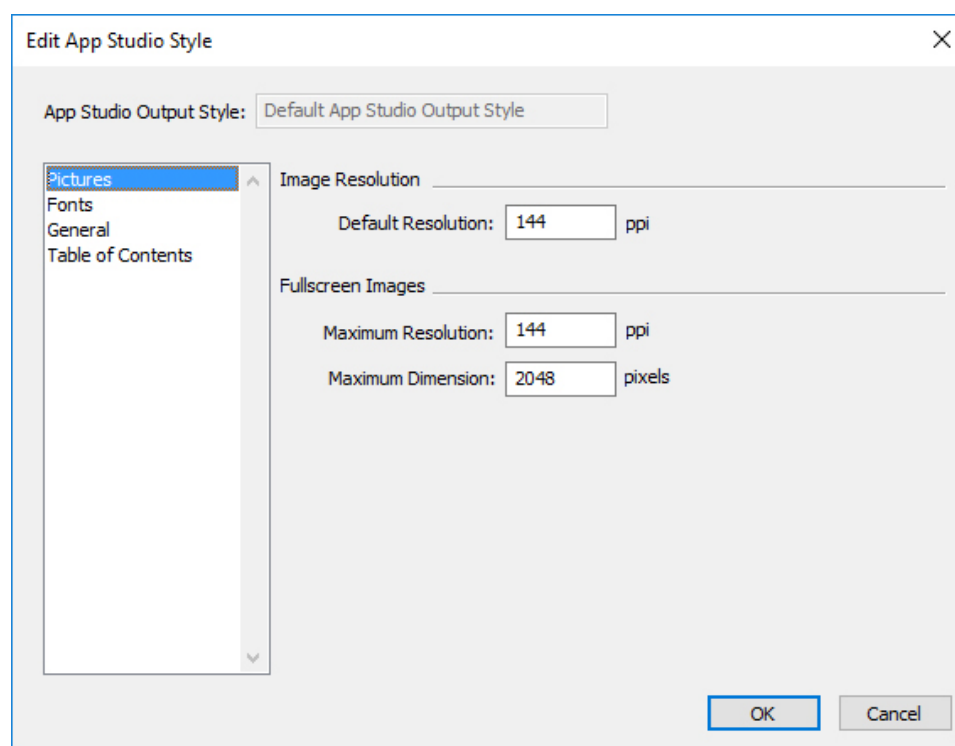 Edit App Studio Style
App Studio Output Style: Default App Studio Output Style
Pictures
Fonts
General
Table of Contents
Image Resolution
Default Resolution: 144 ppi
Fullscreen Images
Maximum Resolution: 144 ppi
Maximum Dimension: 2048 pixels
OK Cancel